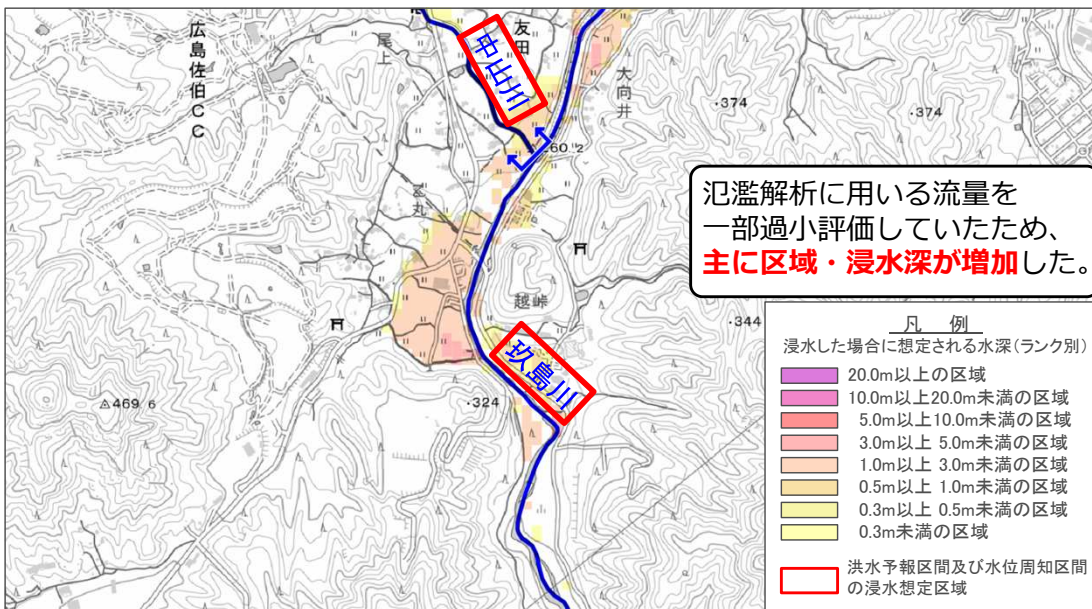 広島佐伯CC
尾上
友田
中山川
大向井
・374
・374
260.2
氾濫解析に用いる流量を
一部過小評価していたため、
主に区域・浸水深が増加した。
越峠
・344
玖島川
・324
△469.6
凡 例
浸水した場合に想定される水深(ランク別)
20.0m以上の区域
10.0m以上20.0m未満の区域
5.0m以上10.0m未満の区域
3.0m以上 5.0m未満の区域
1.0m以上 3.0m未満の区域
0.5m以上 1.0m未満の区域
0.3m以上 0.5m未満の区域
0.3m未満の区域
洪水予報区間及び水位周知区間
の浸水想定区域